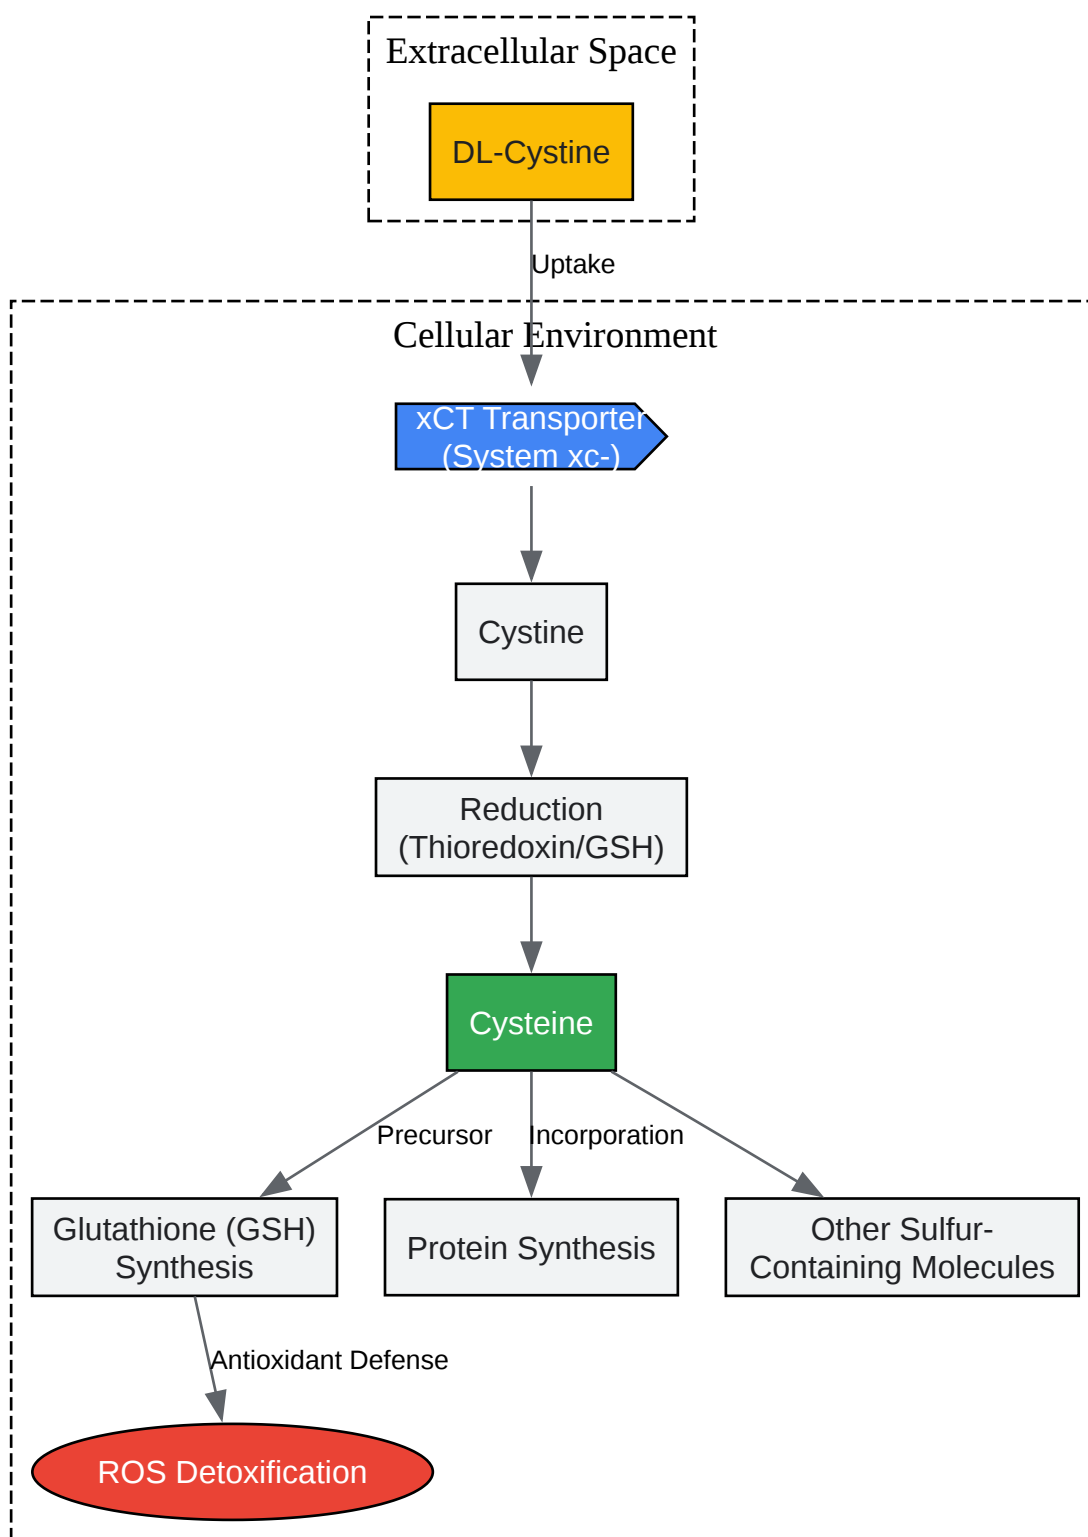 Extracellular Space
DL-Cystine
Uptake
Cellular Environment
xCT Transporter
(System xc-)
Cystine
Reduction
(Thioredoxin/GSH)
Cysteine
Precursor
Incorporation
Glutathione (GSH)
Synthesis
Protein Synthesis
Other Sulfur-
Containing Molecules
Antioxidant Defense
ROS Detoxification